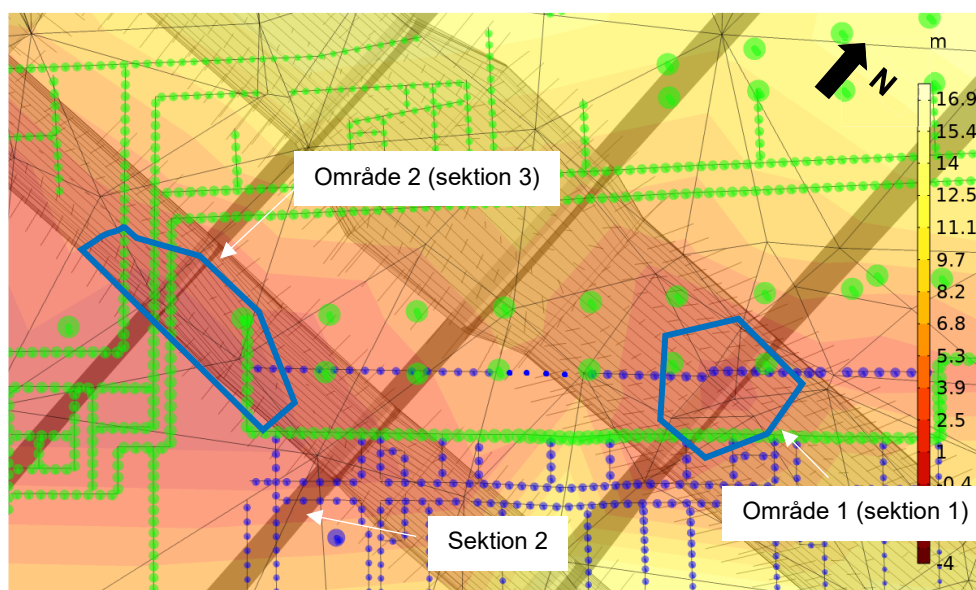 N
m
16.9
15.4
14
12.5
11.1
9.7
8.2
6.8
5.3
3.9
2.5
1
0.4
-4
Område 2 (sektion 3)
Område 1 (sektion 1)
Sektion 2